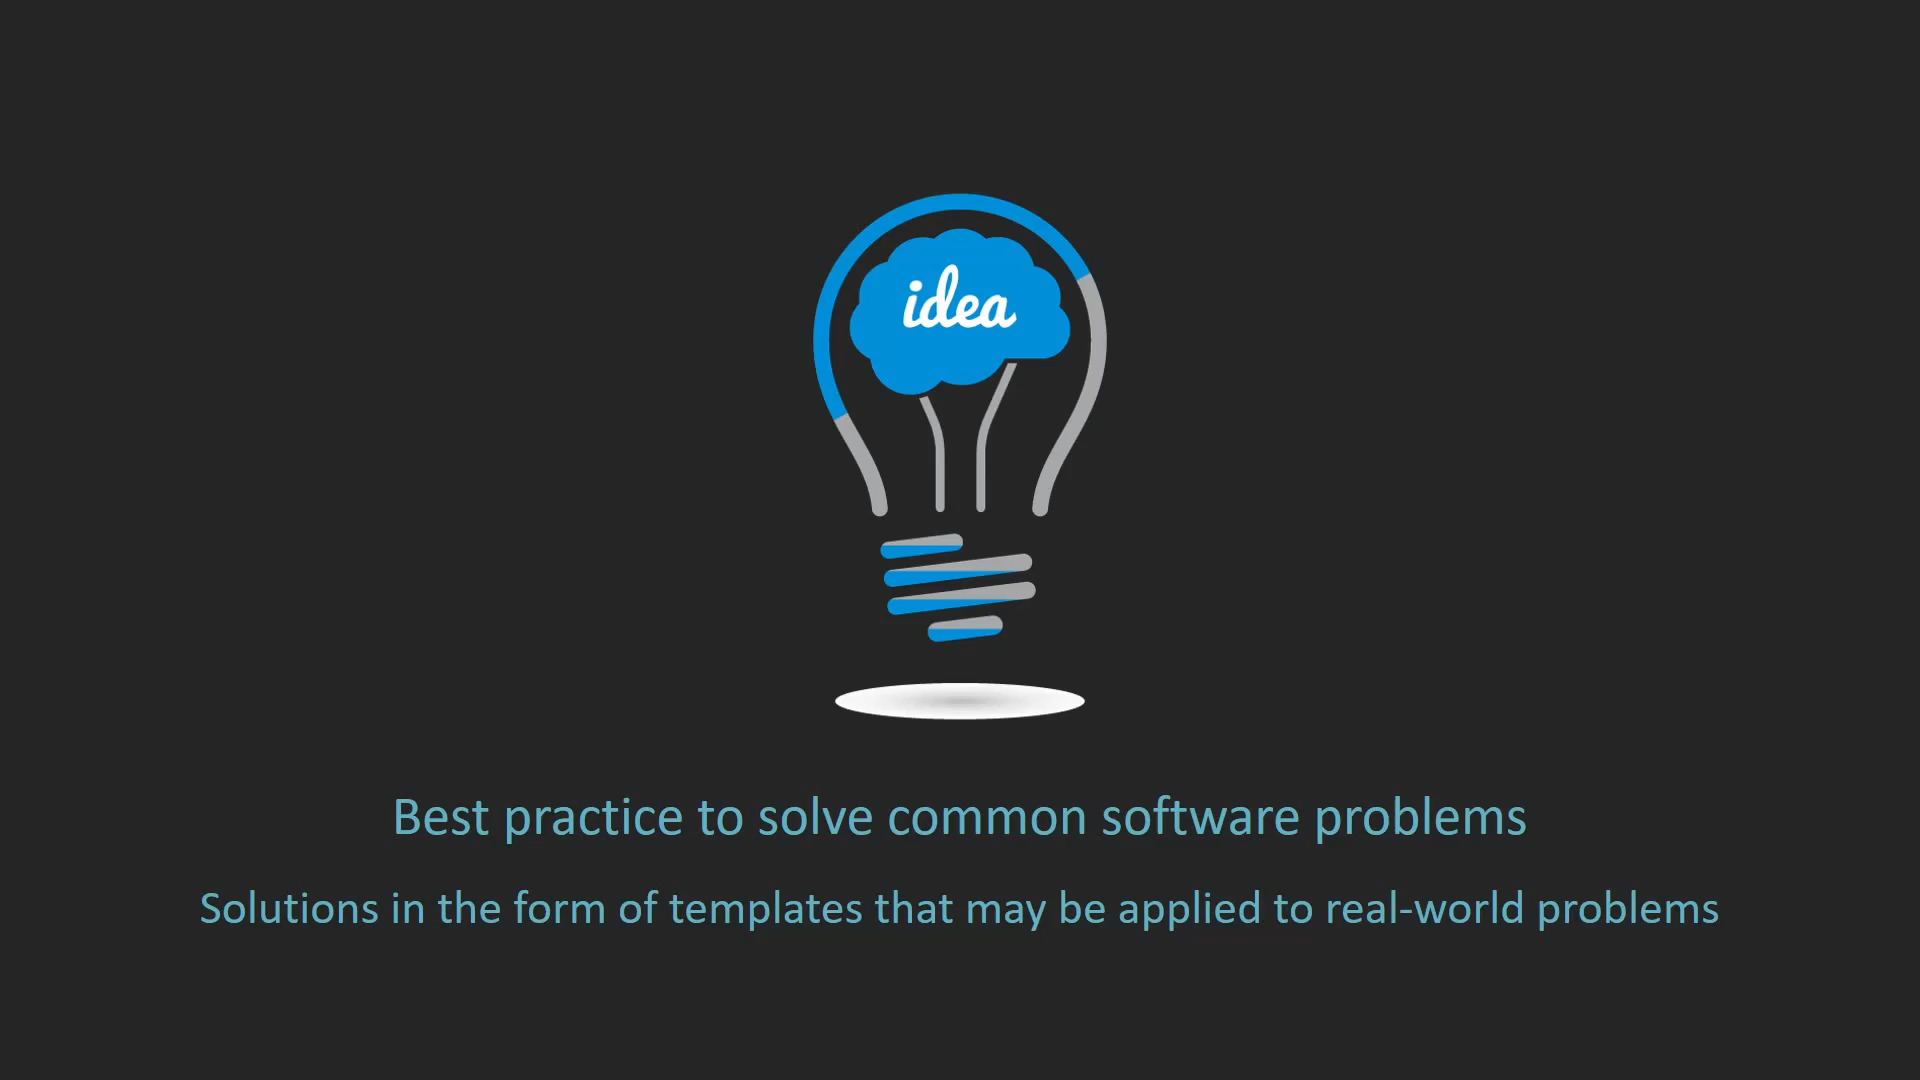 idea
Best practice to solve common software problems
Solutions in the form of templates that may be applied to real-world problems